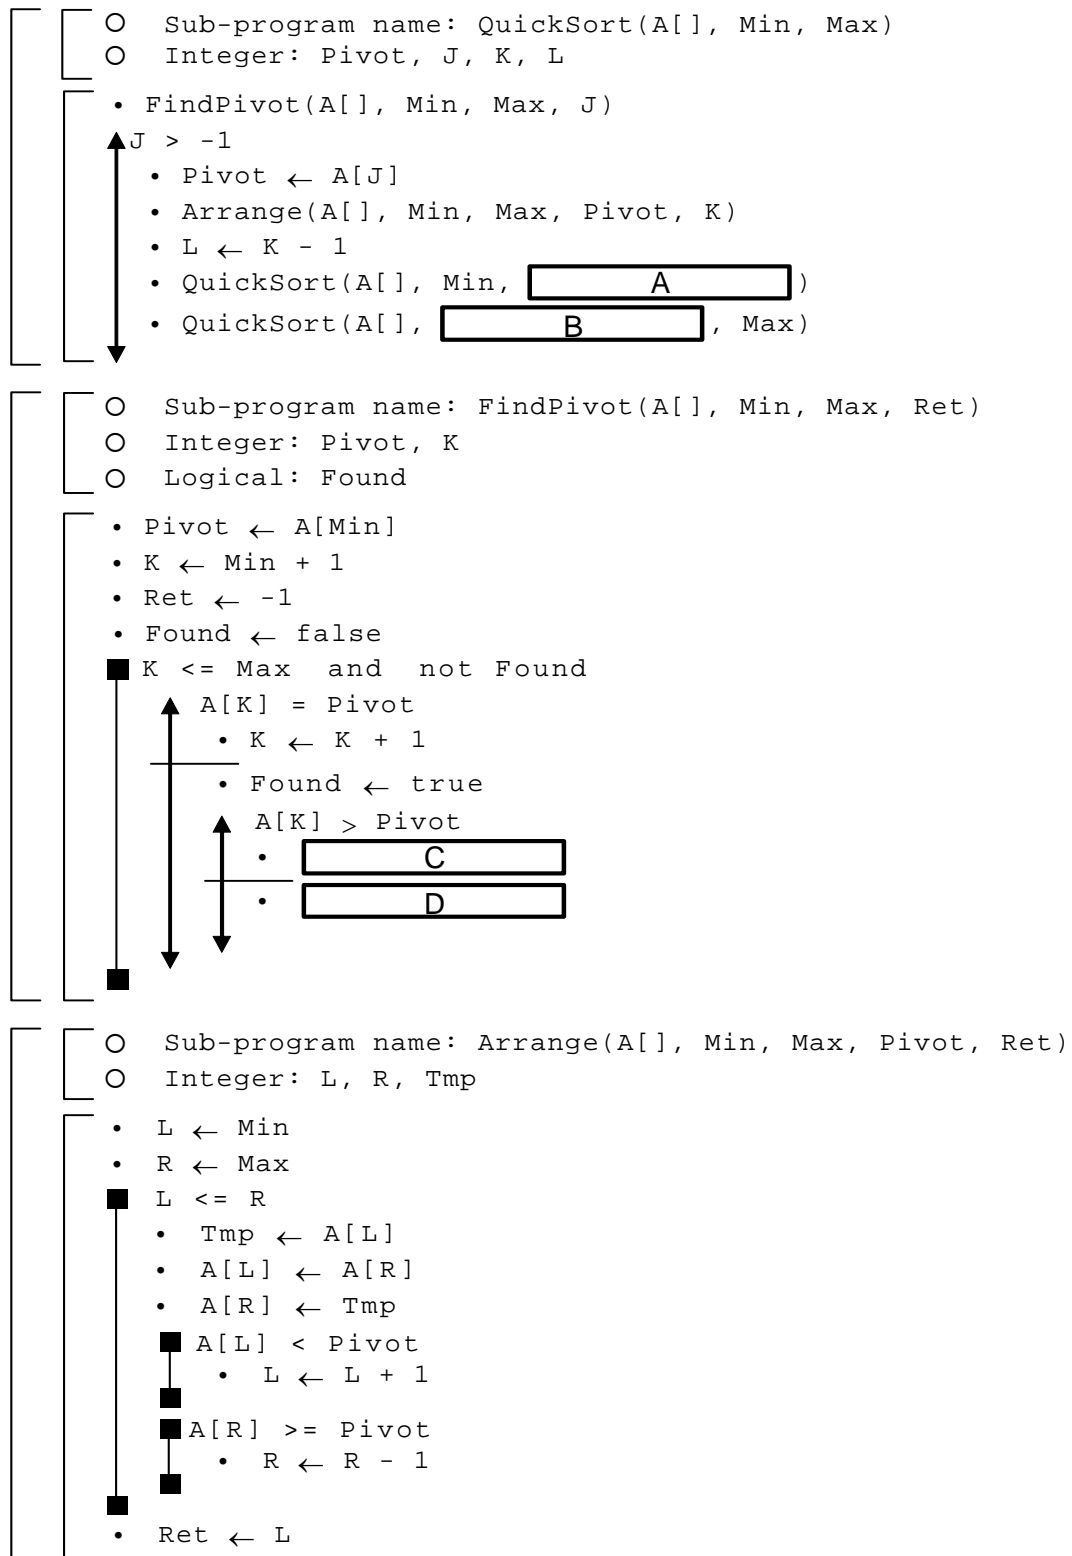 ○ Sub-program name: QuickSort(A[], Min, Max)
○ Integer: Pivot, J, K, L
• FindPivot(A[], Min, Max, J)
J > -1
• Pivot ← A[J]
• Arrange(A[], Min, Max, Pivot, K)
• L ← K - 1
• QuickSort(A[], Min, A )
• QuickSort(A[], B , Max)
○ Sub-program name: FindPivot(A[], Min, Max, Ret)
○ Integer: Pivot, K
○ Logical: Found
• Pivot ← A[Min]
• K ← Min + 1
• Ret ← -1
• Found ← false
K <= Max and not Found
A[K] = Pivot
• K ← K + 1
• Found ← true
A[K] > Pivot
• C
• D
○ Sub-program name: Arrange(A[], Min, Max, Pivot, Ret)
○ Integer: L, R, Tmp
• L ← Min
• R ← Max
L <= R
• Tmp ← A[L]
• A[L] ← A[R]
• A[R] ← Tmp
A[L] < Pivot
• L ← L + 1
A[R] >= Pivot
• R ← R - 1
• Ret ← L